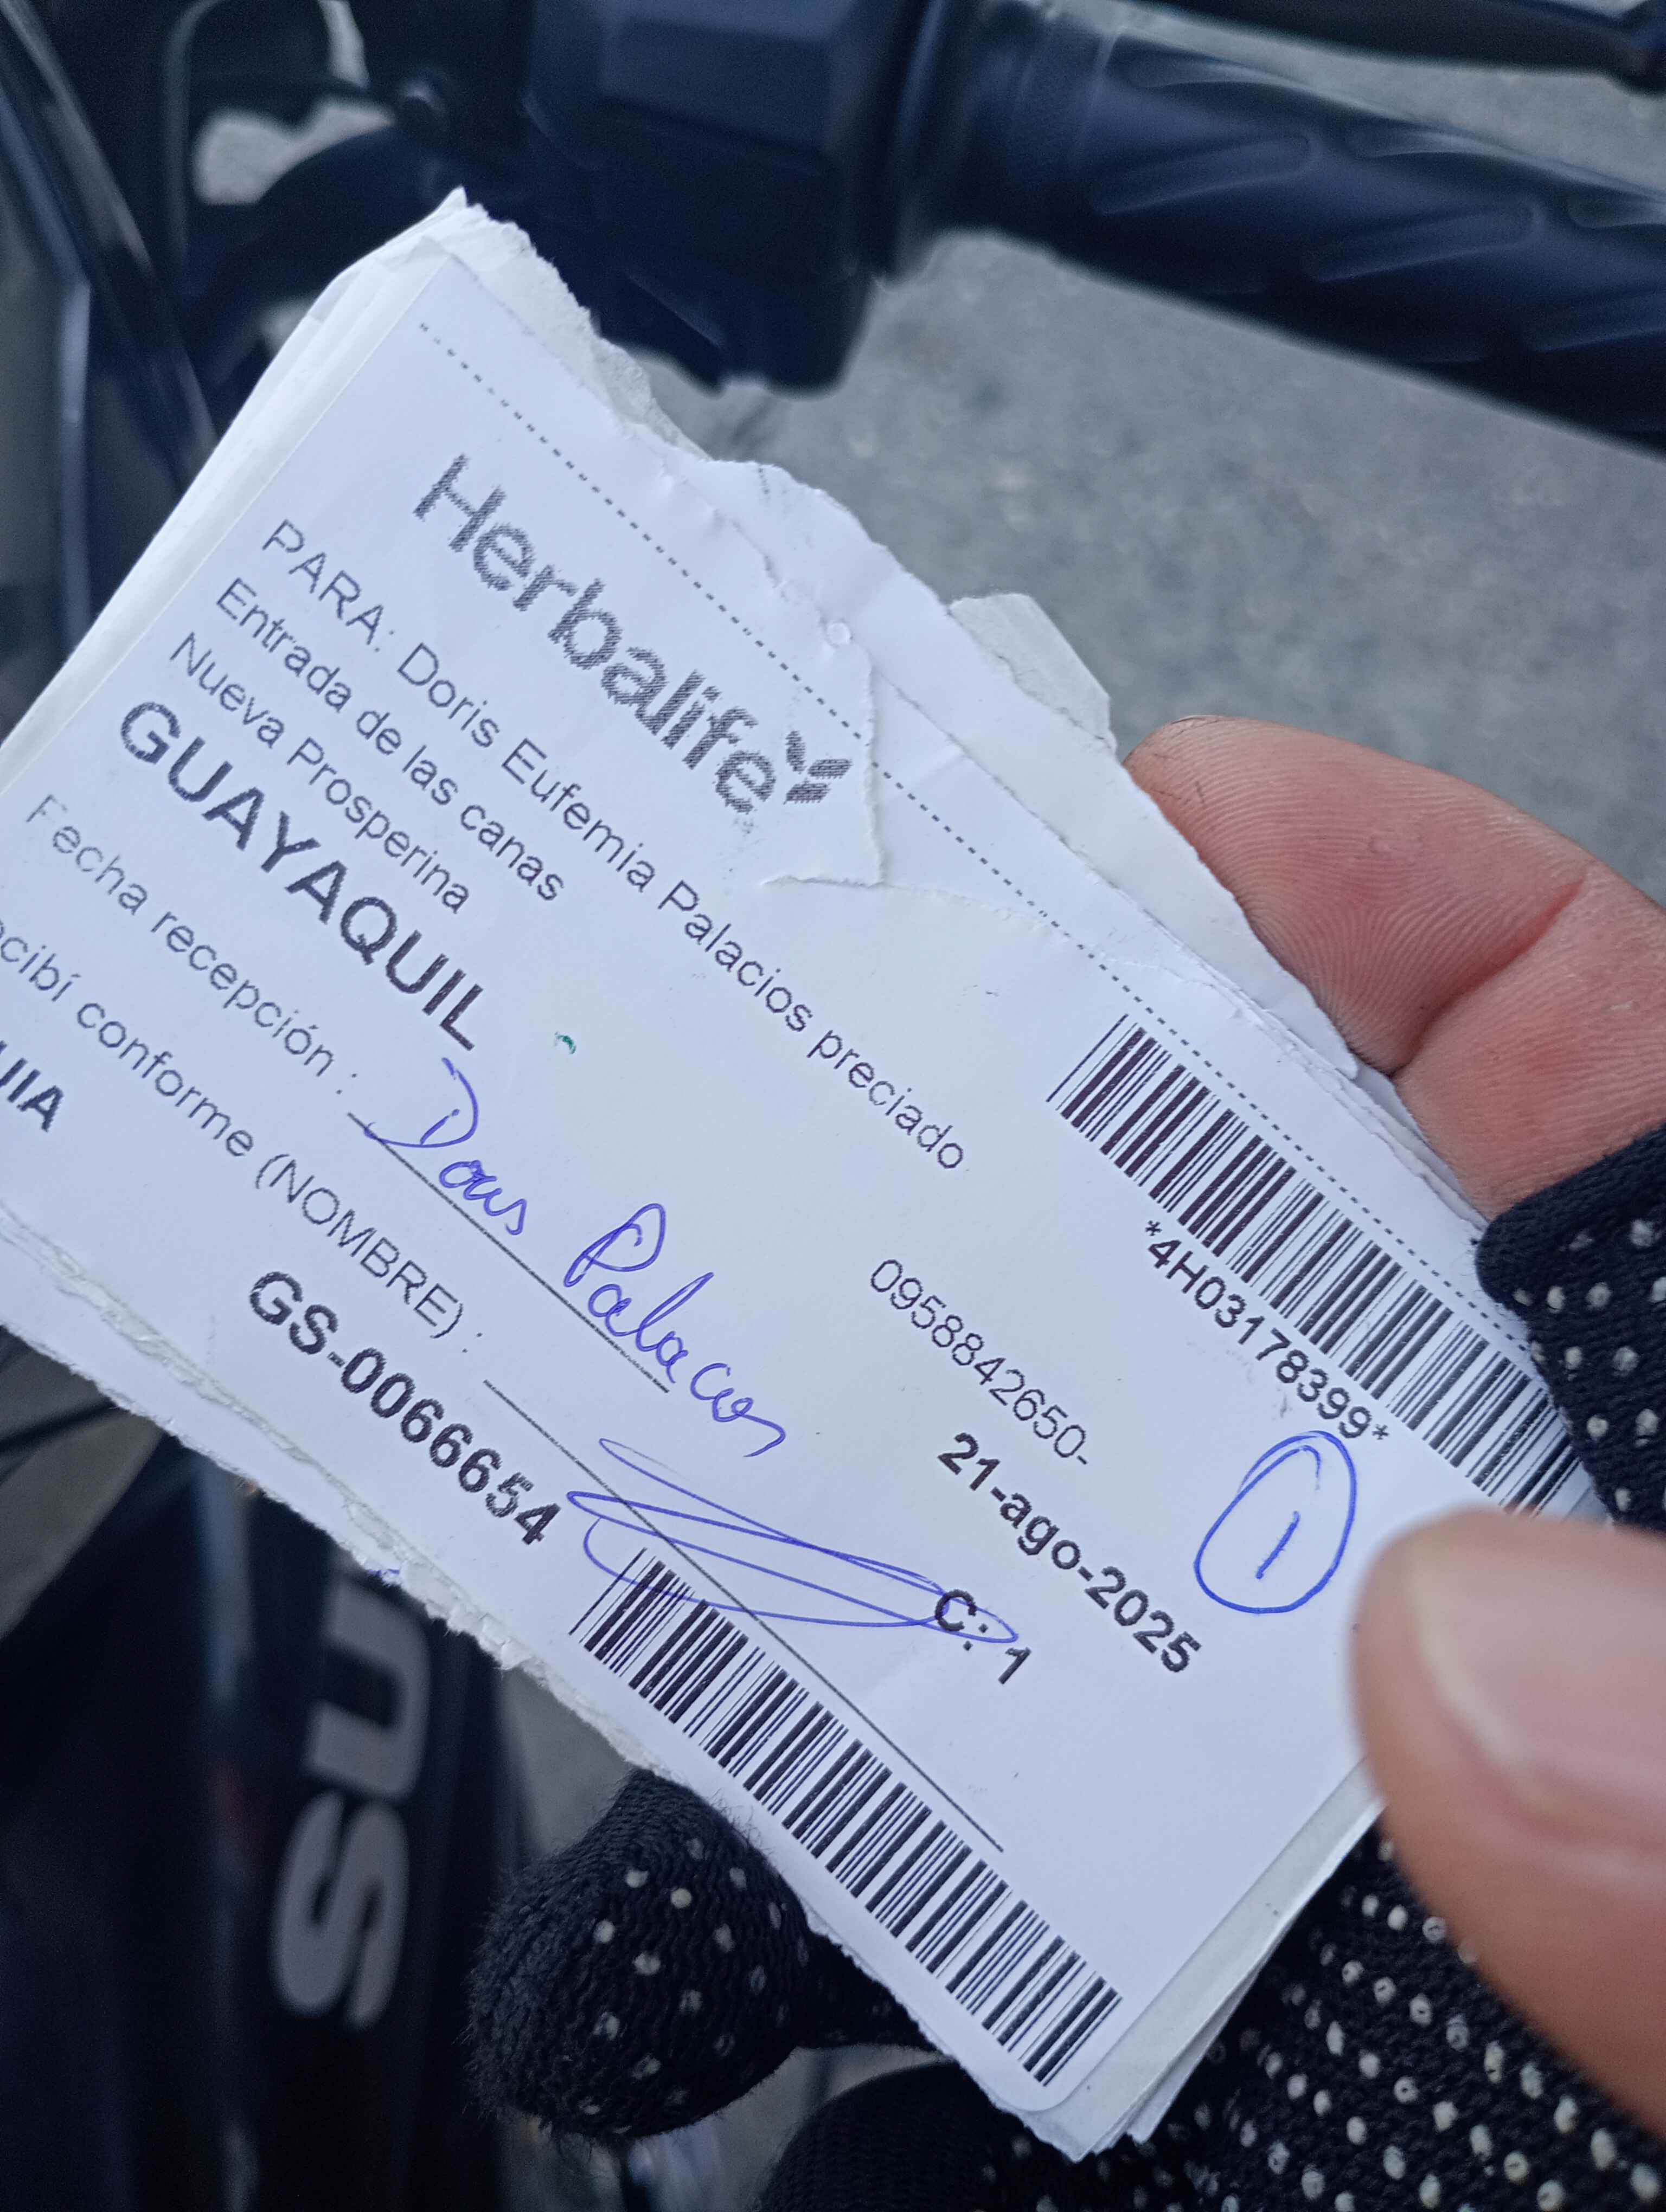 Herbalife
*4H03178399*
PARA: Doris Eufemia Palacios preciado
Entrada de las canas
Nueva Prosperina
0958842650-
1
GUAYAQUIL
21-ago-2025
Fecha recepción : Doris Palacios
cibí conforme (NOMBRE) :
C: 1
UIA
GS-0066654
SU